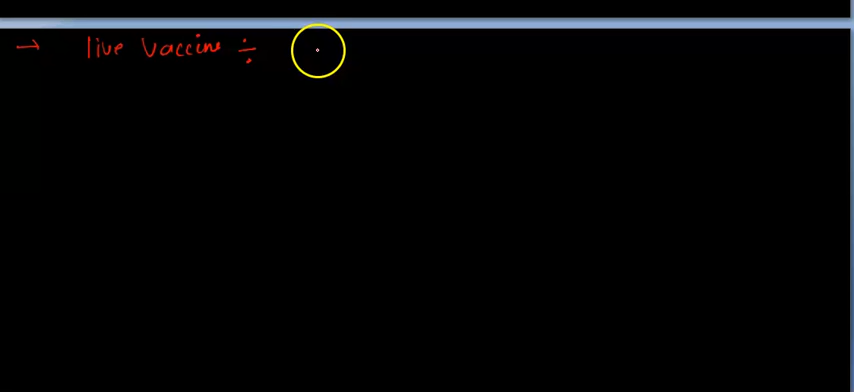 → live vaccine ÷